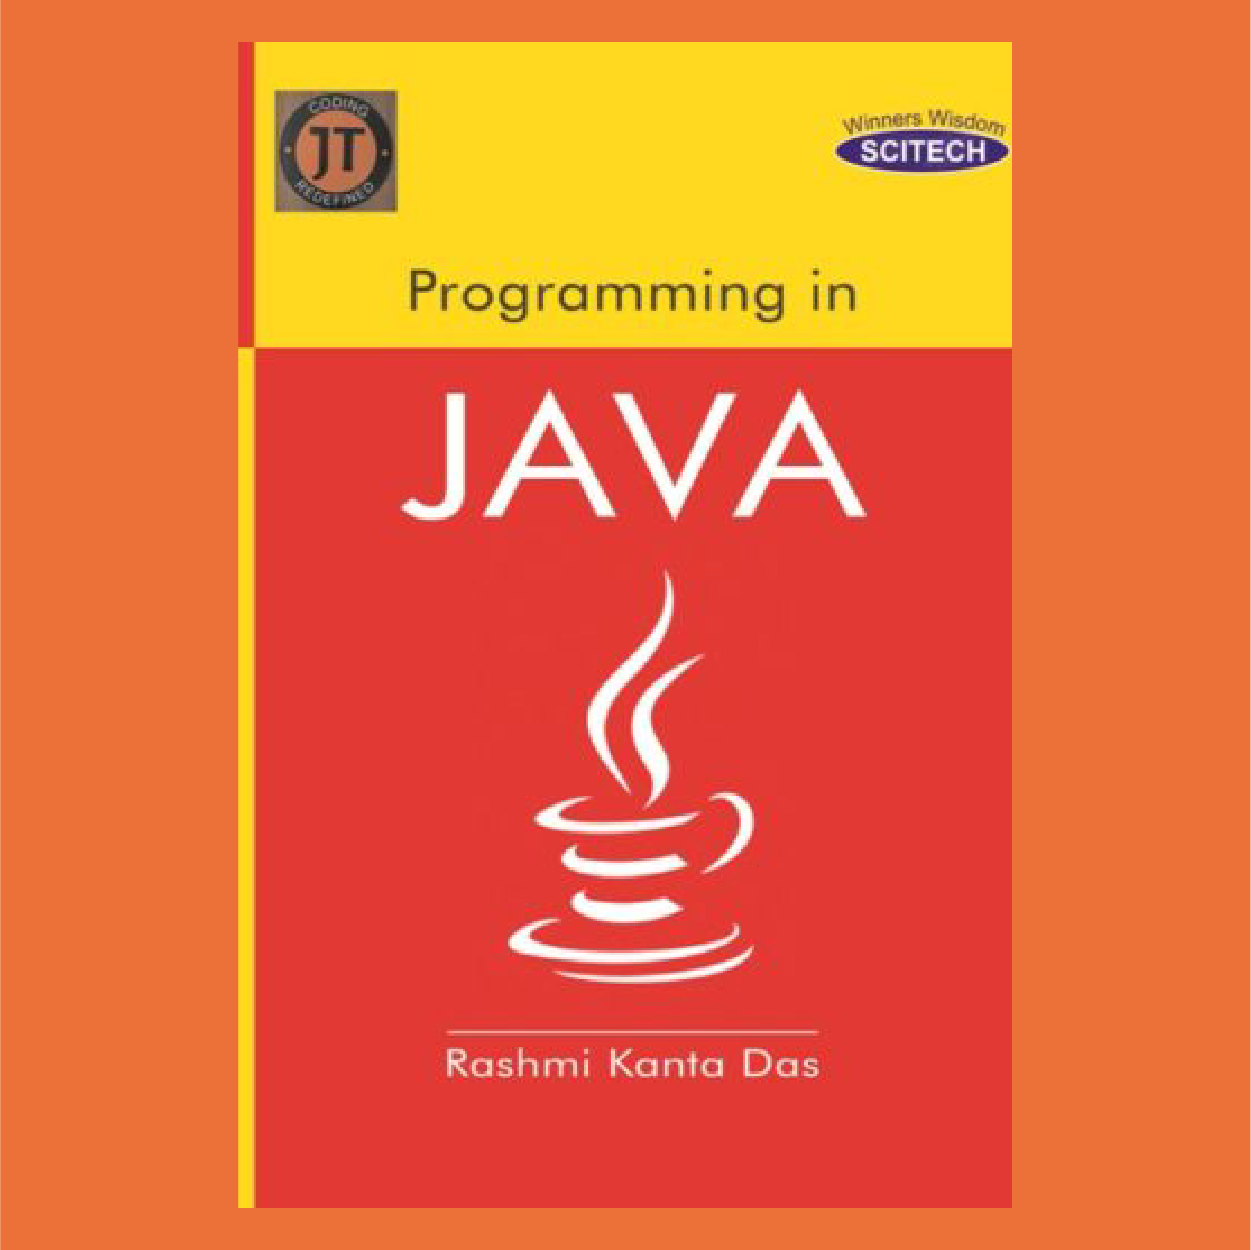 CODING
JT
REDEFINED
Winners Wisdom
SCITECH
Programming in
JAVA
Rashmi Kanta Das